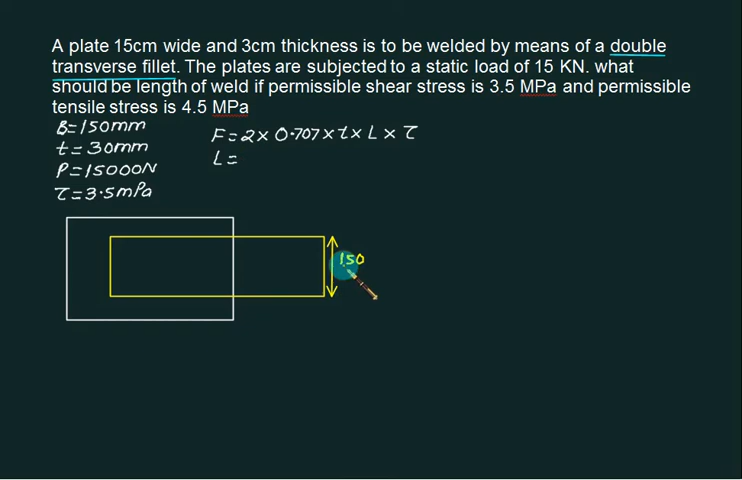 A plate 15cm wide and 3cm thickness is to be welded by means of a double
transverse fillet. The plates are subjected to a static load of 15 KN. what
should be length of weld if permissible shear stress is 3.5 MPa and permissible
tensile stress is 4.5 MPa
B=150mm
t=30mm
P=15000N
τ=3.5mPa
F=2× 0.707×t×L×τ
L=
150